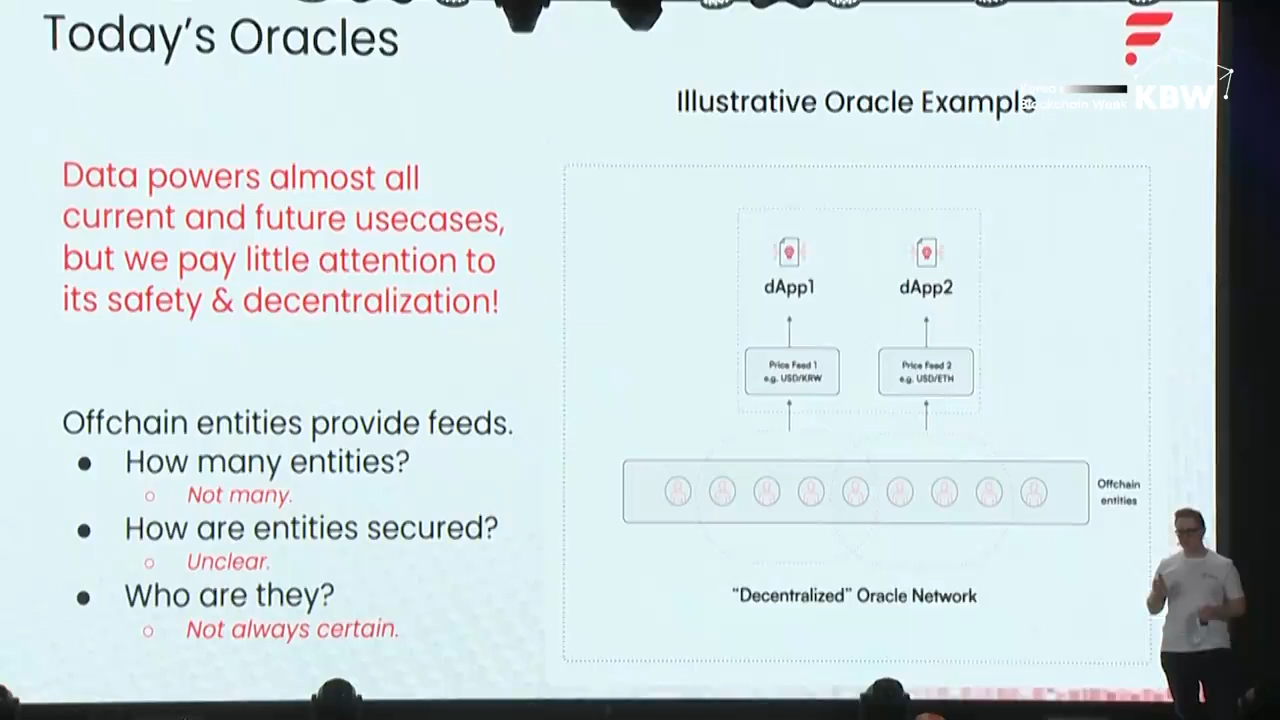 Today's Oracles
Illustrative Oracle Example
Korea
Blockchain Week
KBW
Data powers almost all
current and future usecases,
but we pay little attention to
its safety & decentralization!
Offchain entities provide feeds.
● How many entities?
○ Not many.
● How are entities secured?
○ Unclear.
● Who are they?
○ Not always certain.
dApp1
dApp2
Price Feed 1
e.g. USD/KRW
Price Feed 2
e.g. USD/ETH
Offchain
entities
"Decentralized" Oracle Network